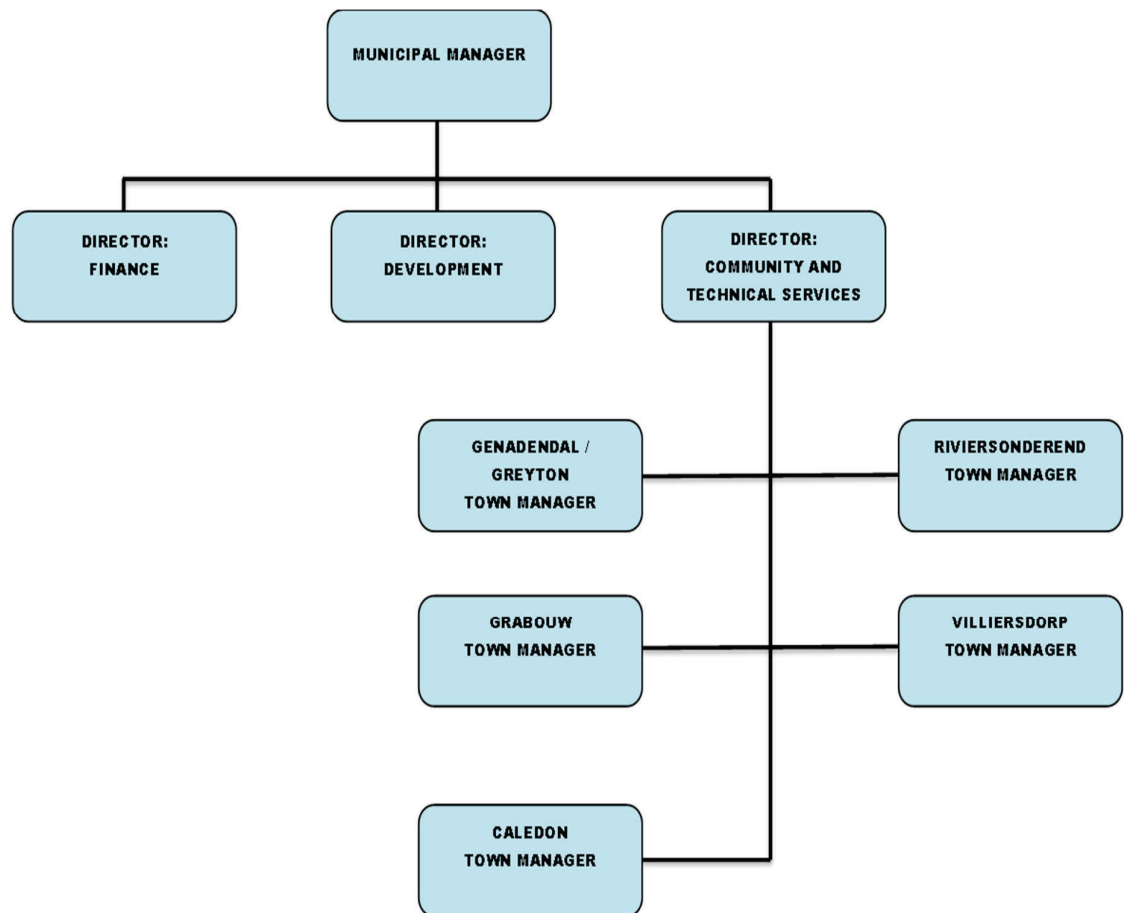 MUNICIPAL MANAGER
DIRECTOR:
FINANCE
DIRECTOR:
DEVELOPMENT
DIRECTOR:
COMMUNITY AND
TECHNICAL SERVICES
GENADENDAL /
GREYTON
TOWN MANAGER
RIVIERSONDEREND
TOWN MANAGER
GRABOUW
TOWN MANAGER
VILLIERSDORP
TOWN MANAGER
CALEDON
TOWN MANAGER